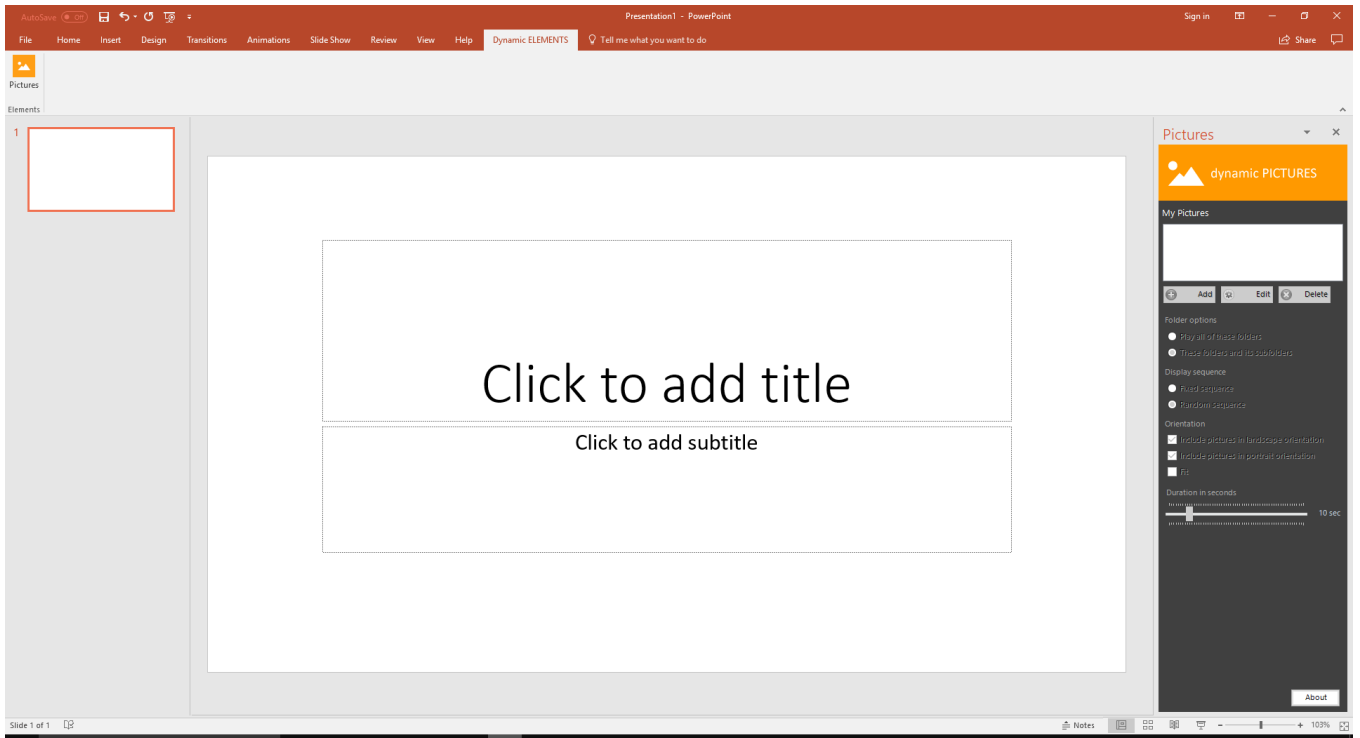 AutoSave Off
Presentation1 - PowerPoint
Sign in
File Home Insert Design Transitions Animations Slide Show Review View Help Dynamic ELEMENTS Tell me what you want to do
Share
Pictures
Elements
1
Click to add title
Click to add subtitle
Pictures
dynamic PICTURES
My Pictures
Add Edit Delete
Folder options
Play all of these folders
These folders and its subfolders
Display sequence
Fixed sequence
Random sequence
Orientation
Include pictures in landscape orientation
Include pictures in portrait orientation
Fit
Duration in seconds
10 sec
About
Slide 1 of 1
Notes
103%